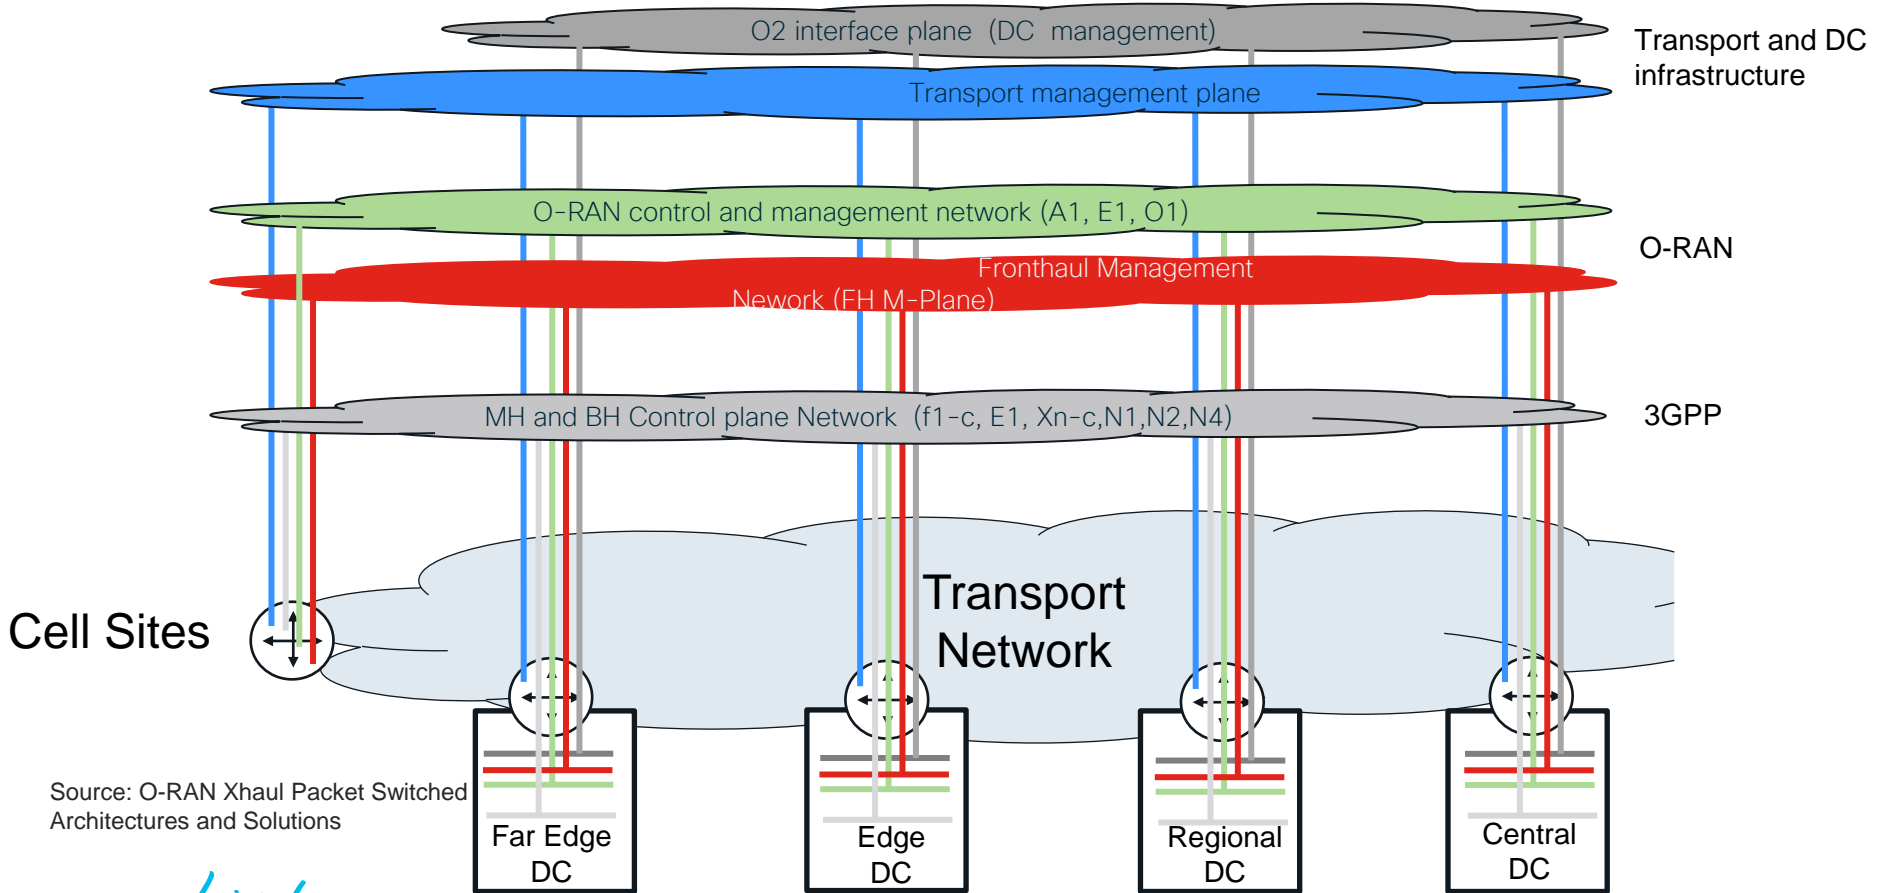 O2 interface plane (DC management)
Transport and DC
infrastructure
Transport management plane
O-RAN control and management network (A1, E1, O1)
O-RAN
Fronthaul Management
Nework (FH M-Plane)
MH and BH Control plane Network (f1-c, E1, Xn-c,N1,N2,N4)
3GPP
Transport
Network
Cell Sites
Source: O-RAN Xhaul Packet Switched
Architectures and Solutions
Far Edge
DC
Edge
DC
Regional
DC
Central
DC